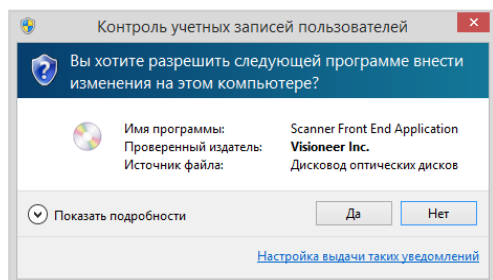 Контроль учетных записей пользователей
Вы хотите разрешить следующей программе внести
изменения на этом компьютере?
Имя программы: Scanner Front End Application
Проверенный издатель: Visioneer Inc.
Источник файла: Дисковод оптических дисков
Показать подробности Да Нет
Настройка выдачи таких уведомлений